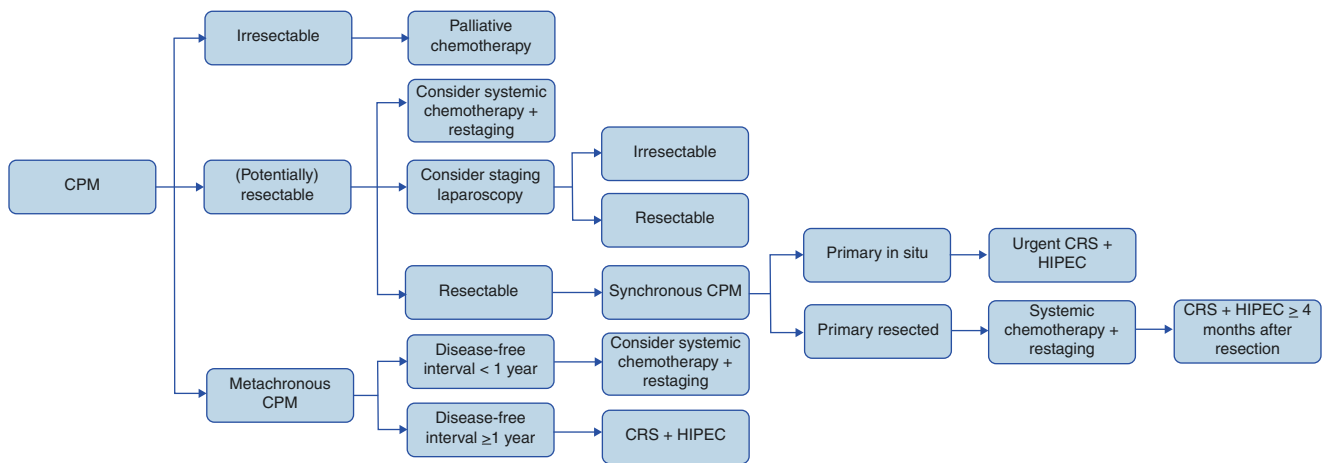 CPM
Irresectable
Palliative
chemotherapy
(Potentially)
resectable
Consider systemic
chemotherapy +
restaging
Consider staging
laparoscopy
Irresectable
Resectable
Resectable
Synchronous CPM
Primary in situ
Urgent CRS +
HIPEC
Primary resected
Systemic
chemotherapy +
restaging
CRS + HIPEC ≥ 4
months after
resection
Metachronous
CPM
Disease-free
interval < 1 year
Consider systemic
chemotherapy +
restaging
Disease-free
interval ≥1 year
CRS + HIPEC